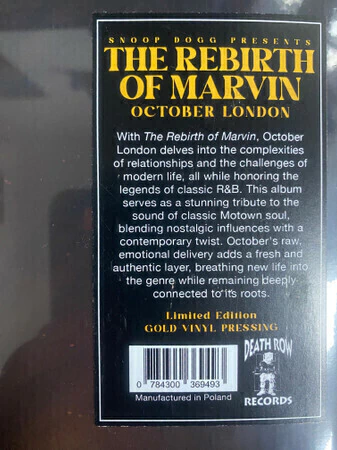 SNOOP DOGG PRESENTS
THE REBIRTH
OF MARVIN
OCTOBER LONDON
With The Rebirth of Marvin, October
London delves into the complexities
of relationships and the challenges of
modern life, all while honoring the
legends of classic R&B. This album
serves as a stunning tribute to the
sound of classic Motown soul,
blending nostalgic influences with a
contemporary twist. October's raw,
emotional delivery adds a fresh and
authentic layer, breathing new life into
the genre while remaining deeply
connected to its roots.
Limited Edition
GOLD VINYL PRESSING
0 784300 369493
Manufactured in Poland
DEATH ROW
RECORDS